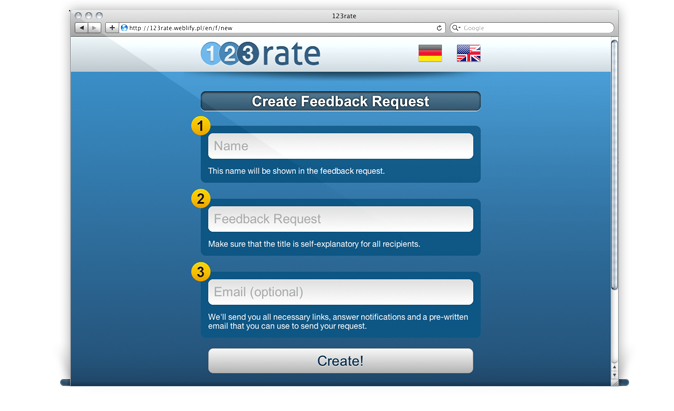 123rate
http://123rate.weblify.pl/en/f/new
Google
123rate
Create Feedback Request
1
Name
This name will be shown in the feedback request.
2
Feedback Request
Make sure that the title is self-explanatory for all recipients.
3
Email (optional)
We'll send you all necessary links, answer notifications and a pre-written
email that you can use to send your request.
Create!